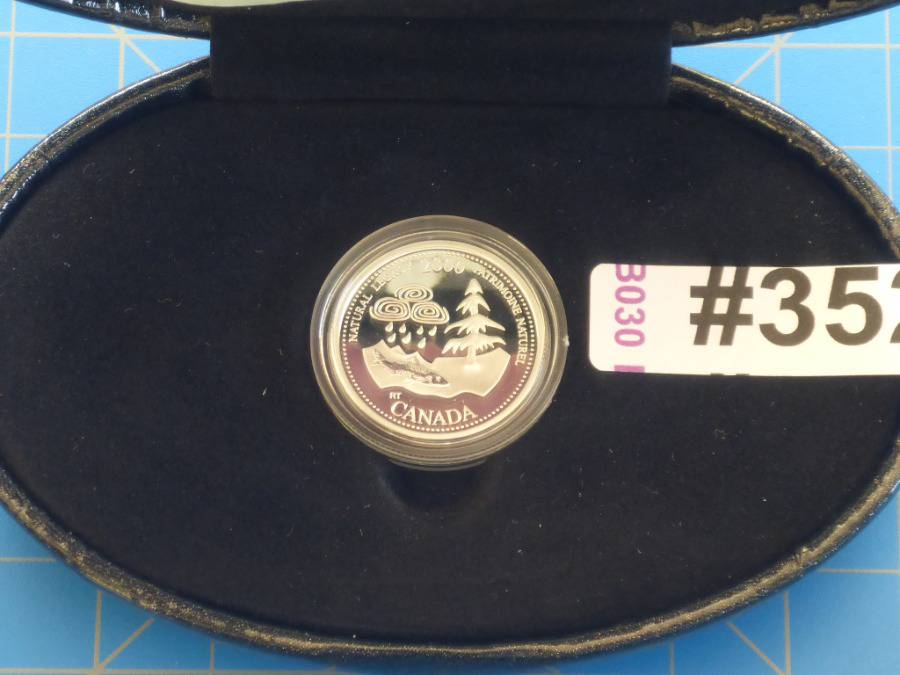 NATURAL LEGACY 2000 PATRIMOINE NATUREL
RT
CANADA
B030
#352